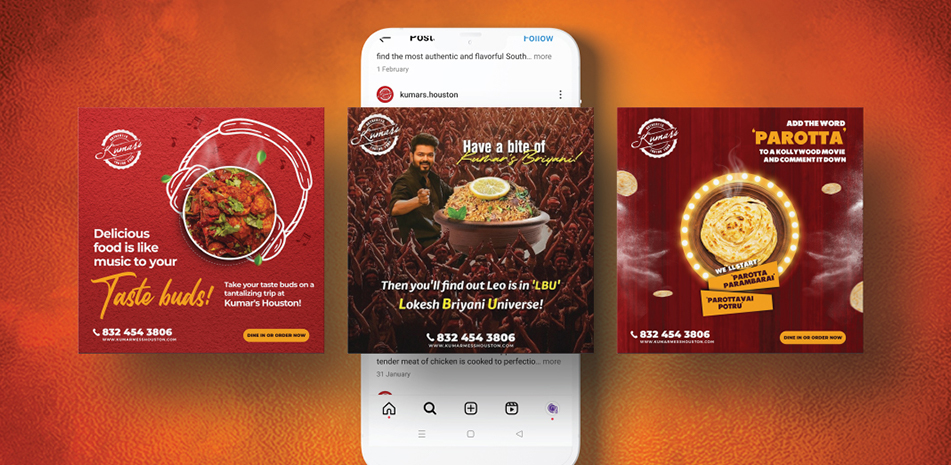 Post
Follow
find the most authentic and flavorful South... more
1 February
kumars.houston
AUTHENTIC
Kumar's
Delicious
food is like
music to your
Taste buds!
Take your taste buds on a
tantalizing trip at
Kumar's Houston!
832 454 3806
WWW.KUMARMESSHOUSTON.COM
DINE IN OR ORDER NOW
AUTHENTIC
Kumar's
Have a bite of
Kumar's Briyani!
Then you'll find out Leo is in 'LBU'
Lokesh Briyani Universe!
832 454 3806
WWW.KUMARMESSHOUSTON.COM
AUTHENTIC
Kumar's
ADD THE WORD
'PAROTTA'
TO A KOLLYWOOD MOVIE
AND COMMENT IT DOWN
WE LL START
'PAROTTA
PARAMBARAI'
'PAROTTAVAI
POTRU'
832 454 3806
WWW.KUMARMESSHOUSTON.COM
DINE IN OR ORDER NOW
tender meat of chicken is cooked to perfectio... more
31 January